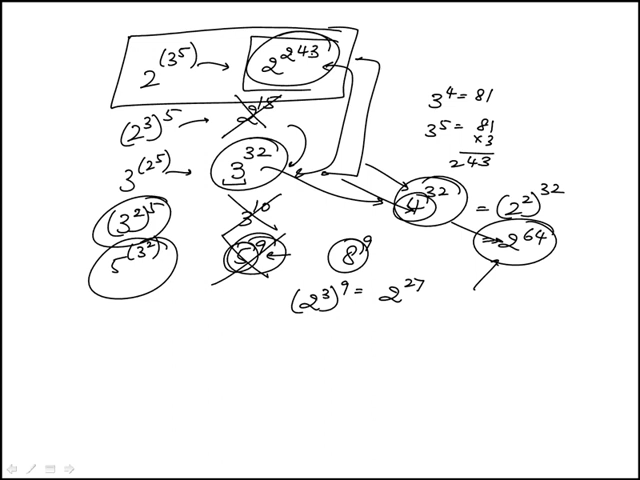 2^(3^5) → 2^243
(2^3)^5 → 2^15
3^(2^5) → 3^32
(3^2)^5 3^10
5^(3^2) 5^9 ← 8^9
(2^3)^9 = 2^27
3^4 = 81
3^5 = 81
×3
243
4^32 = (2^2)^32
= 2^64